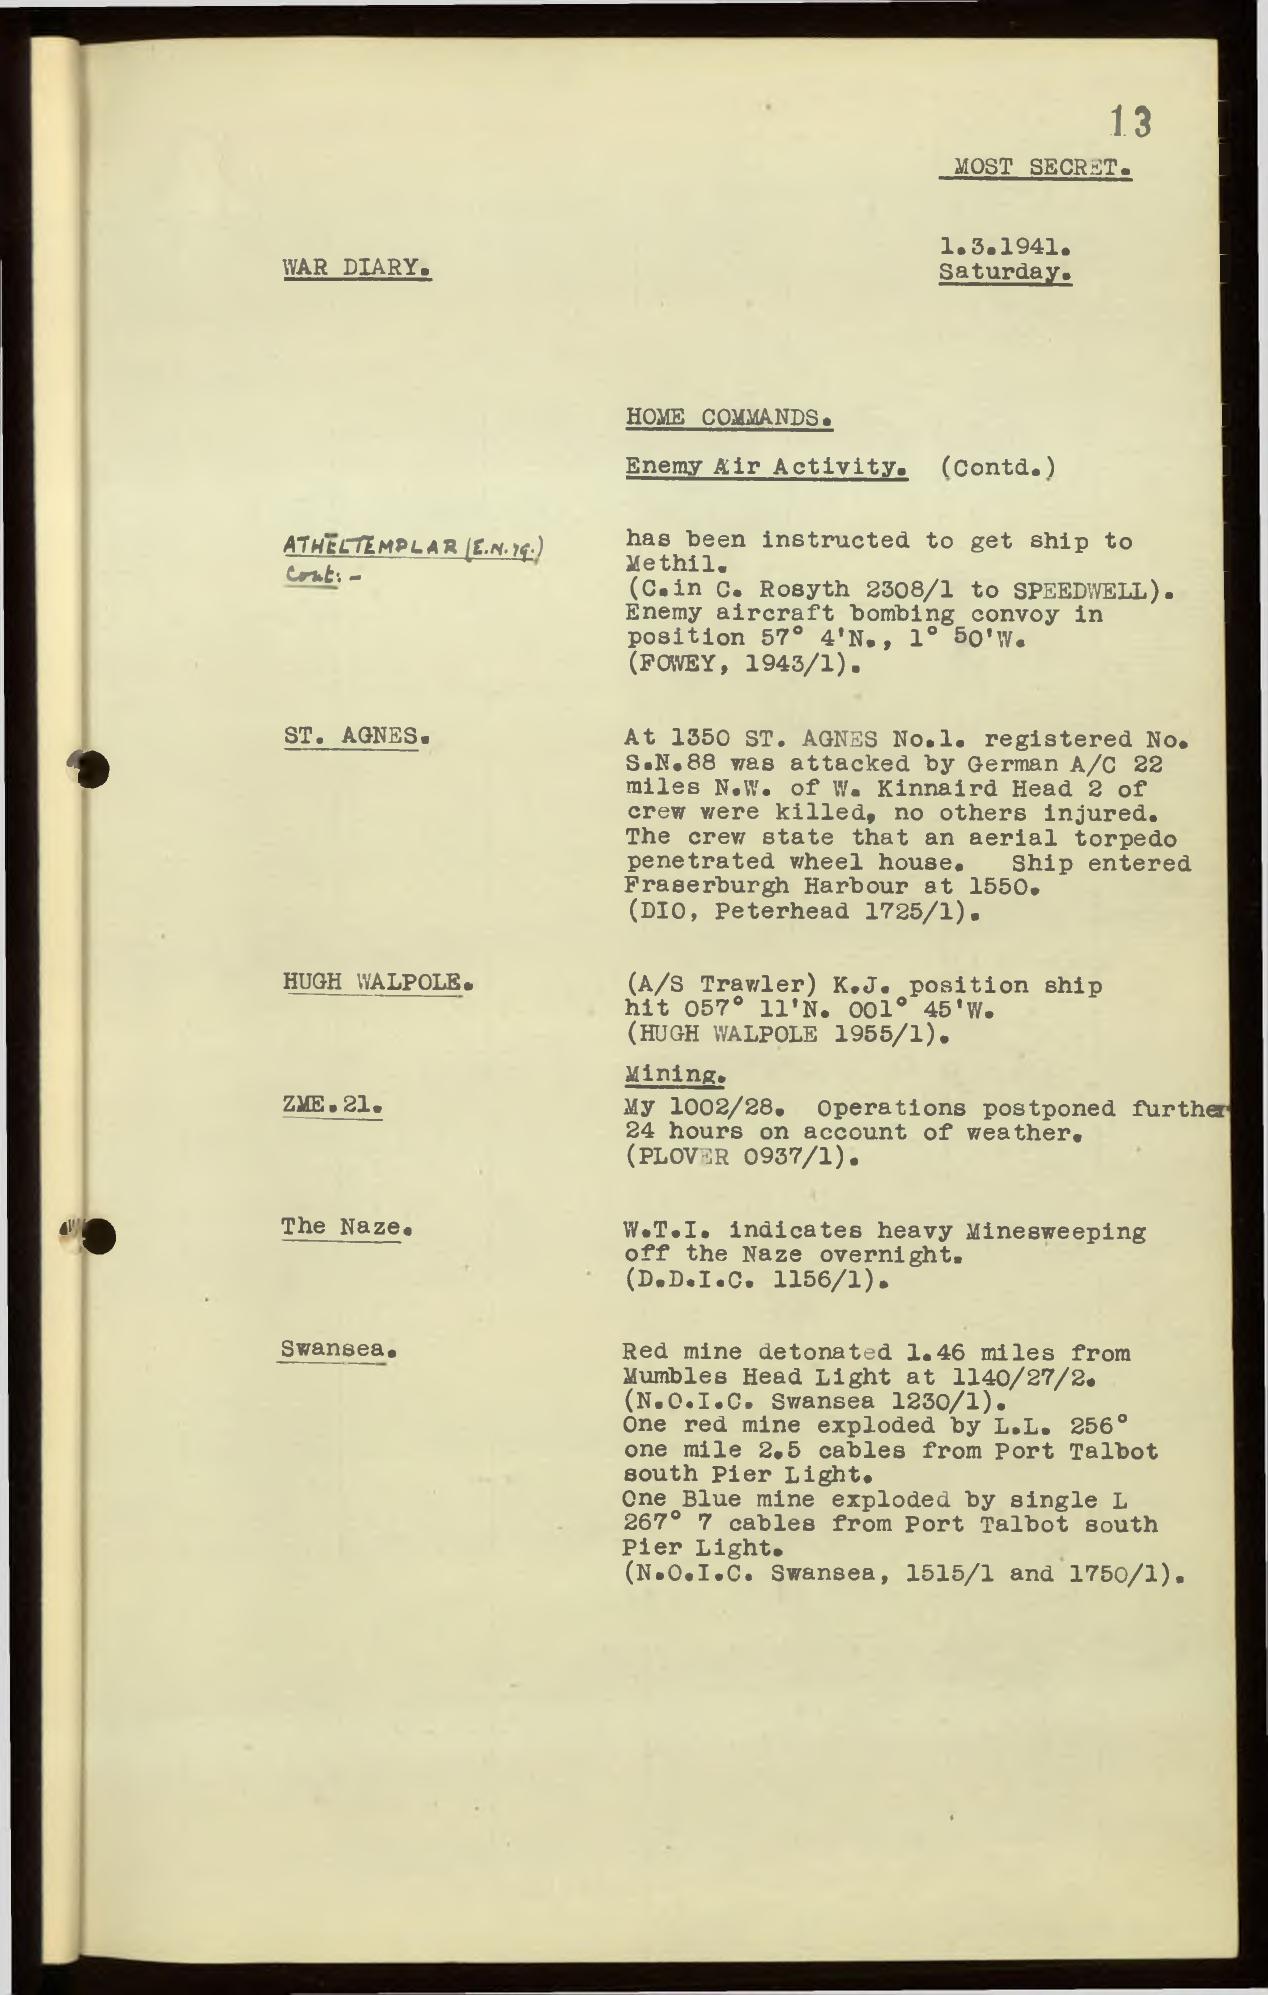 13
MOST SECRET.
WAR DIARY.
1.3.1941.
Saturday.
HOME COMMANDS.
Enemy Air Activity. (Contd.)
ATHELTEMPLAR (E.N.79.)
Cont: -
has been instructed to get ship to
Methil.
(C.in C. Rosyth 2308/1 to SPEEDWELL).
Enemy aircraft bombing convoy in
position 57° 4'N., 1° 50'W.
(FOWEY, 1943/1).
ST. AGNES.
At 1350 ST. AGNES No.1. registered No.
S.N.88 was attacked by German A/C 22
miles N.W. of W. Kinnaird Head 2 of
crew were killed, no others injured.
The crew state that an aerial torpedo
penetrated wheel house. Ship entered
Fraserburgh Harbour at 1550.
(DIO, Peterhead 1725/1).
HUGH WALPOLE.
(A/S Trawler) K.J. position ship
hit 057° 11'N. 001° 45'W.
(HUGH WALPOLE 1955/1).
Mining.
ZME.21.
My 1002/28. Operations postponed further
24 hours on account of weather.
(PLOVER 0937/1).
The Naze.
W.T.I. indicates heavy Minesweeping
off the Naze overnight.
(D.D.I.C. 1156/1).
Swansea.
Red mine detonated 1.46 miles from
Mumbles Head Light at 1140/27/2.
(N.O.I.C. Swansea 1230/1).
One red mine exploded by L.L. 256°
one mile 2.5 cables from Port Talbot
south Pier Light.
One Blue mine exploded by single L
267° 7 cables from Port Talbot south
Pier Light.
(N.O.I.C. Swansea, 1515/1 and 1750/1).